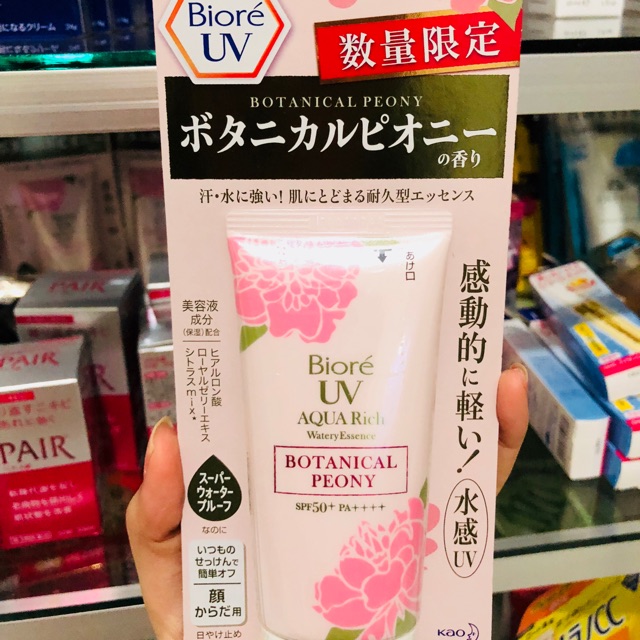 Bioré
UV
数量限定
BOTANICAL PEONY
ボタニカルピオニー
の香り
汗・水に強い!肌にとどまる耐久型エッセンス
あけ口
感動的に軽い!
水感
UV
美容液
成分
(保湿)配合
ヒアルロン酸
ローヤルゼリーエキス
シトラスmix*
Bioré
UV
AQUA Rich
Watery Essence
BOTANICAL
PEONY
SPF50+ PA++++
スーパー
ウォーター
プルーフ
なのに
いつもの
せっけんで
簡単オフ
顔
からだ用
日やけ止め
Kao
PAIR
PAIR